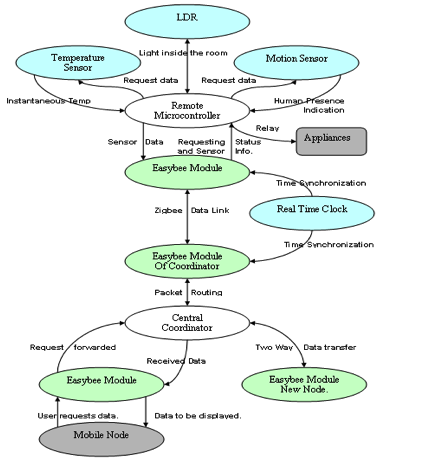 LDR
Light inside the room
Temperature
Sensor
Motion Sensor
Request data
Request data
Instantaneous Temp
Human Presence
Indication
Remote
Microcontroller
Relay
Appliances
Sensor Data
Requesting
and Sensor
Status
Info.
Easybee Module
Time Synchronization
Zigbee Data Link
Real Time Clock
Time Synchronization
Easybee Module
Of Coordinator
Packet Routing
Central
Coordinator
Request forwarded
Two Way Data transfer
Received Data
Easybee Module
Easybee Module
New Node.
User requests data.
Data to be displayed.
Mobile Node